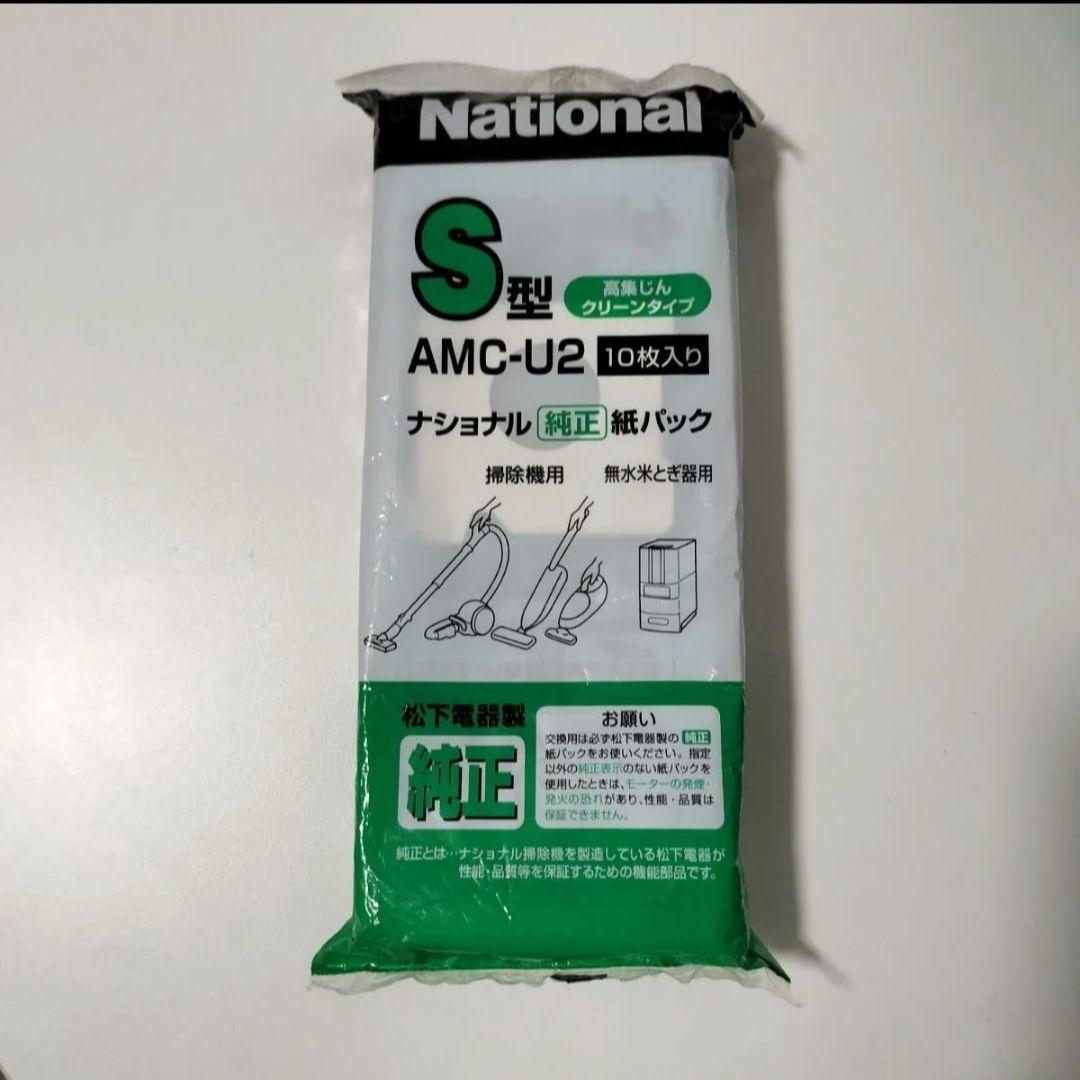 National
S型
高集じん
クリーンタイプ
AMC-U2 10枚入り
ナショナル 純正 紙パック
掃除機用 無水米とぎ器用
松下電器製
純正
お願い
交換用は必ず松下電器製の 純正
紙パックをお使いください。指定
以外の純正表示のない紙パックを
使用したときは、モーターの発煙・
発火の恐れがあり、性能・品質は
保証できません。
純正とは…ナショナル掃除機を製造している松下電器が
性能・品質等を保証するための機能部品です。